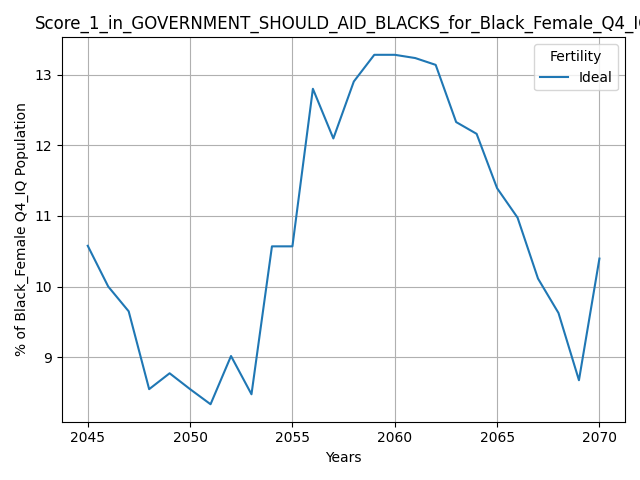 Score_1_in_GOVERNMENT_SHOULD_AID_BLACKS_for_Black_Female_Q4_I
Fertility
Ideal
13
12
11
10
9
% of Black_Female Q4_IQ Population
2045 2050 2055 2060 2065 2070
Years